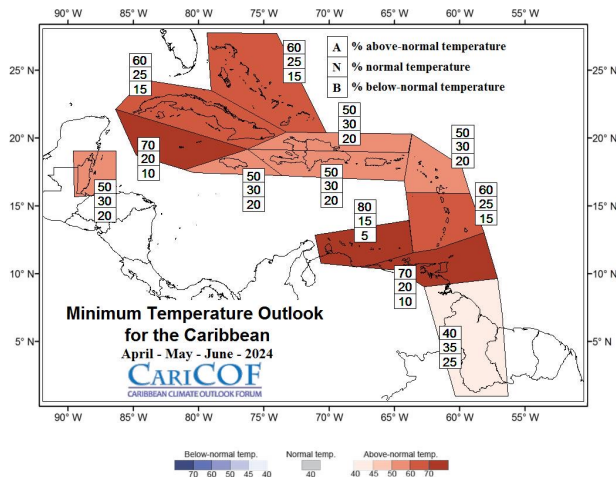 90° W 85° W 80° W 75° W 70° W 65° W 60° W 55° W
25° N
20° N
15° N
10° N
5° N
25° N
20° N
15° N
10° N
5° N
A % above-normal temperature
N % normal temperature
B % below-normal temperature
60
25
15
60
25
15
50
30
20
50
30
20
70
20
10
50
30
20
50
30
20
50
30
20
60
25
15
80
15
5
70
20
10
40
35
25
Minimum Temperature Outlook
for the Caribbean
April - May - June - 2024
CARICOF
CARIBBEAN CLIMATE OUTLOOK FORUM
90° W 85° W 80° W 75° W 70° W 65° W 60° W 55° W
Below-normal temp. Normal temp. Above-normal temp.
70 60 50 45 40 40 40 45 50 60 70